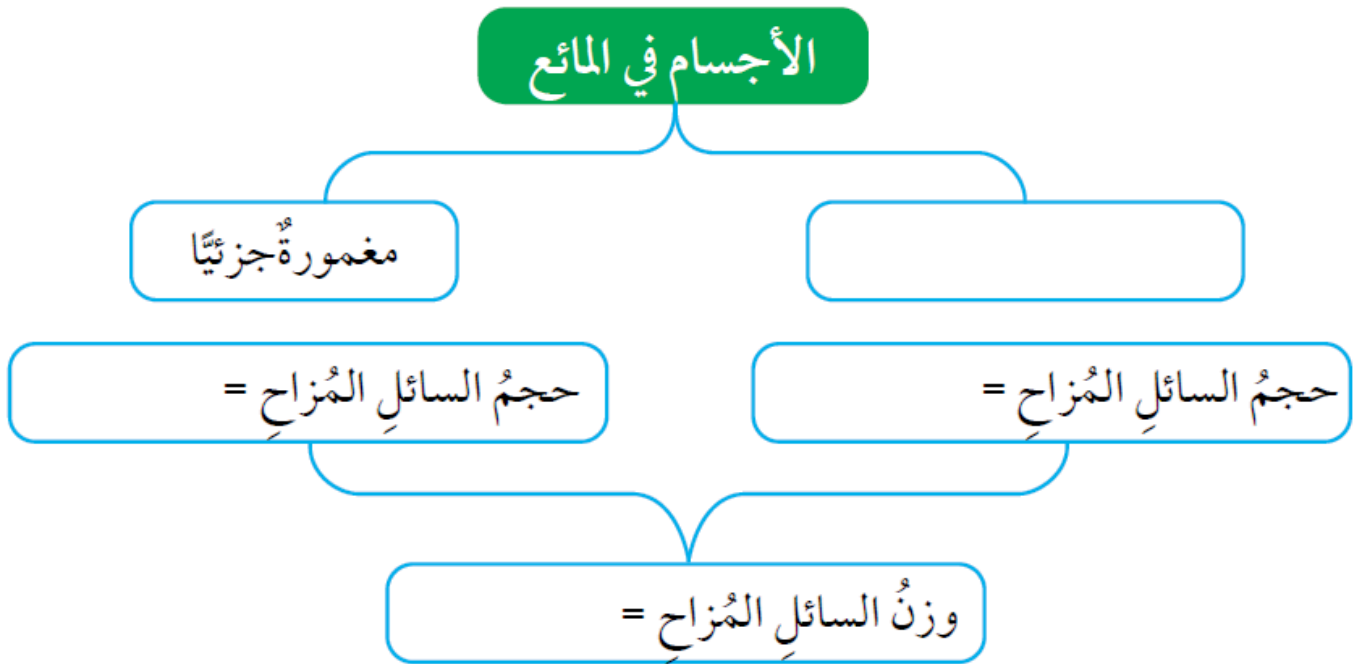 الأجسام في المائع
مغمورةٌ جزئيًّا
حجمُ السائلِ المُزاحِ =
حجمُ السائلِ المُزاحِ =
وزنُ السائلِ المُزاحِ =